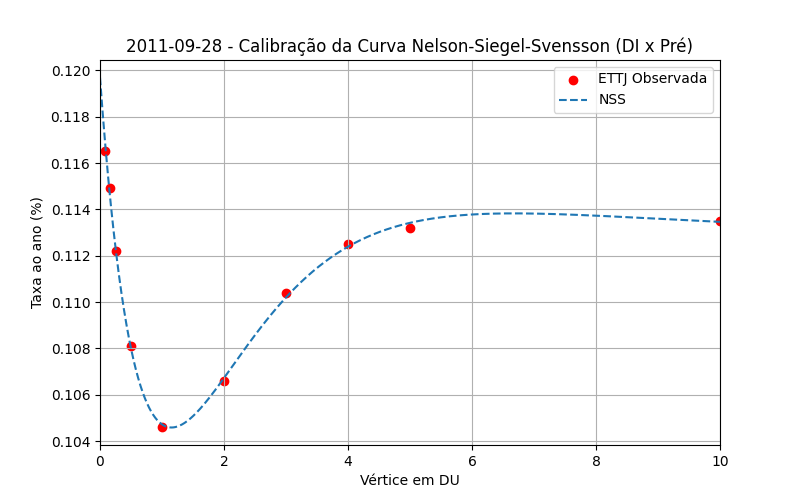 2011-09-28 - Calibração da Curva Nelson-Siegel-Svensson (DI x Pré)
ETTJ Observada
NSS
Taxa ao ano (%)
0.120
0.118
0.116
0.114
0.112
0.110
0.108
0.106
0.104
0 2 4 6 8 10
Vértice em DU